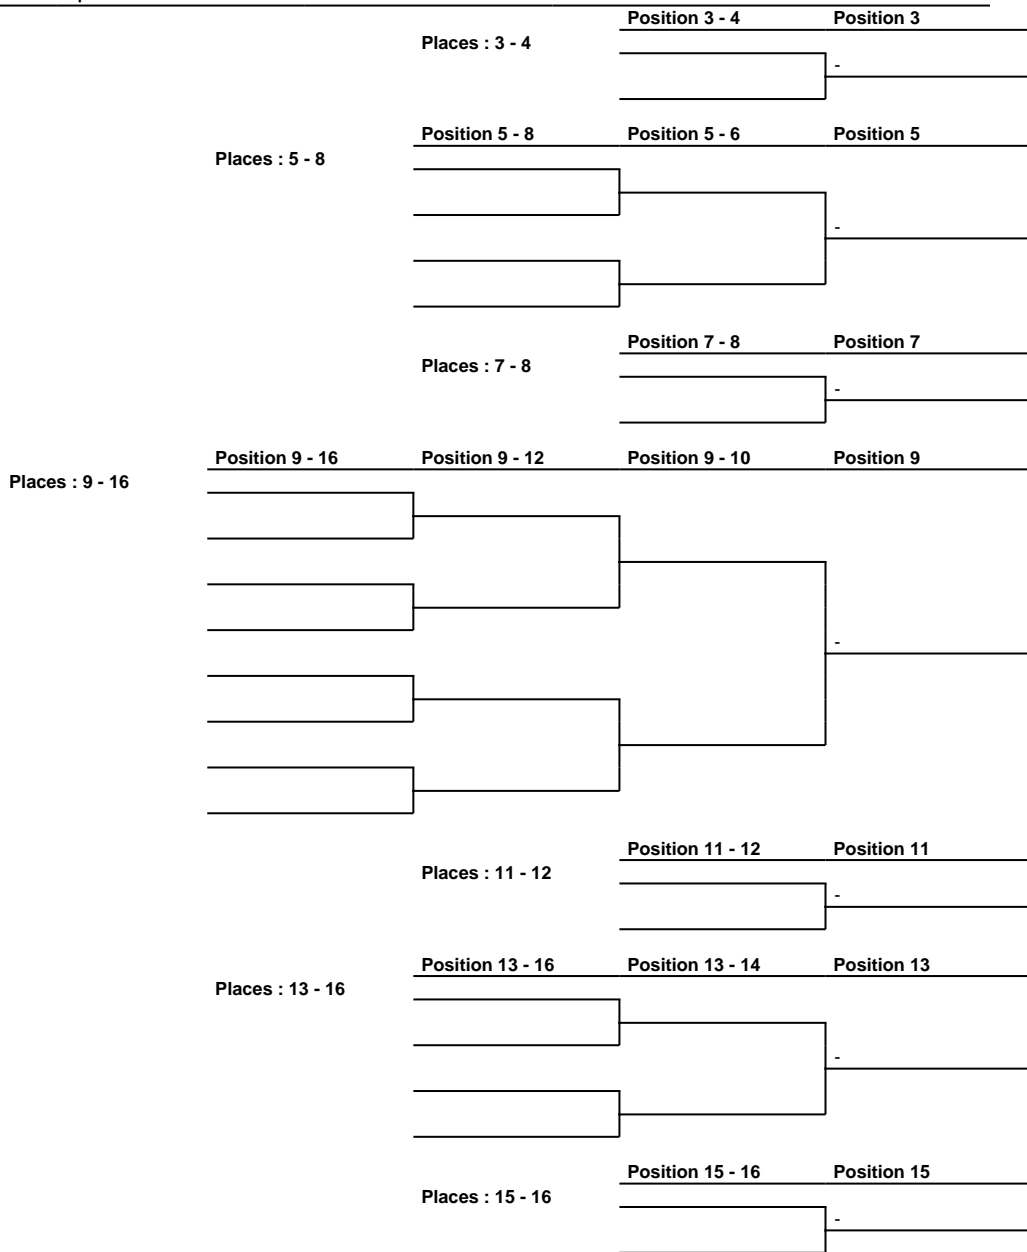 Position 3 - 4 Position 3
Places : 3 - 4
-
Position 5 - 8 Position 5 - 6 Position 5
Places : 5 - 8
-
Position 7 - 8 Position 7
Places : 7 - 8
-
Position 9 - 16 Position 9 - 12 Position 9 - 10 Position 9
Places : 9 - 16
-
Position 11 - 12 Position 11
Places : 11 - 12
-
Position 13 - 16 Position 13 - 14 Position 13
Places : 13 - 16
-
Position 15 - 16 Position 15
Places : 15 - 16
-